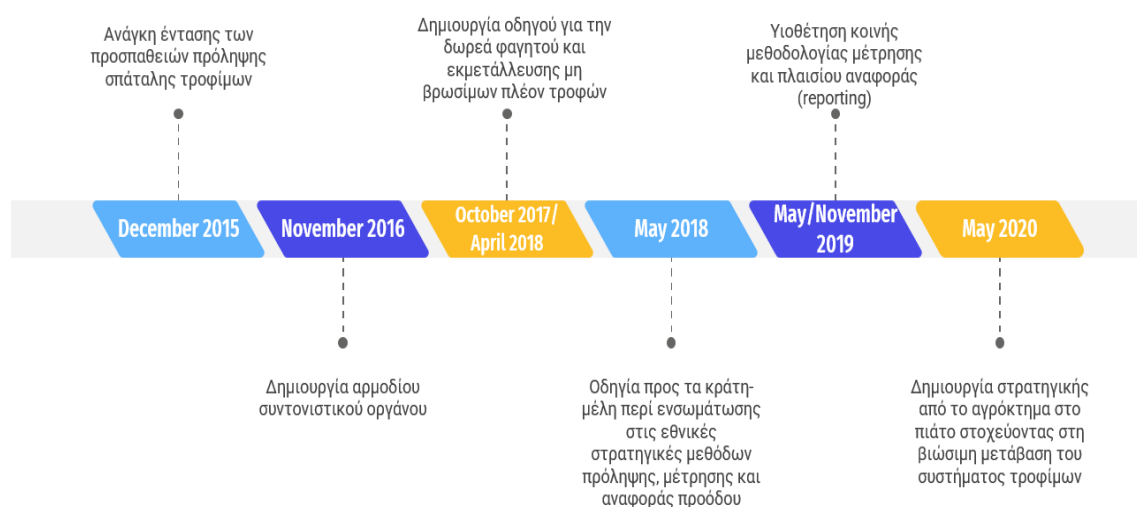 Ανάγκη έντασης των
προσπαθειών πρόληψης
σπάταλης τροφίμων
Δημιουργία οδηγού για την
δωρεά φαγητού και
εκμετάλλευσης μη
βρωσίμων πλέον τροφών
Υιοθέτηση κοινής
μεθοδολογίας μέτρησης
και πλαισίου αναφοράς
(reporting)
December 2015
November 2016
October 2017/
April 2018
May 2018
May/November
2019
May 2020
Δημιουργία αρμοδίου
συντονιστικού οργάνου
Οδηγία προς τα κράτη-
μέλη περί ενσωμάτωσης
στις εθνικές
στρατηγικές μεθόδων
πρόληψης, μέτρησης και
αναφοράς προόδου
Δημιουργία στρατηγικής
από το αγρόκτημα στο
πιάτο στοχεύοντας στη
βιώσιμη μετάβαση του
συστήματος τροφίμων